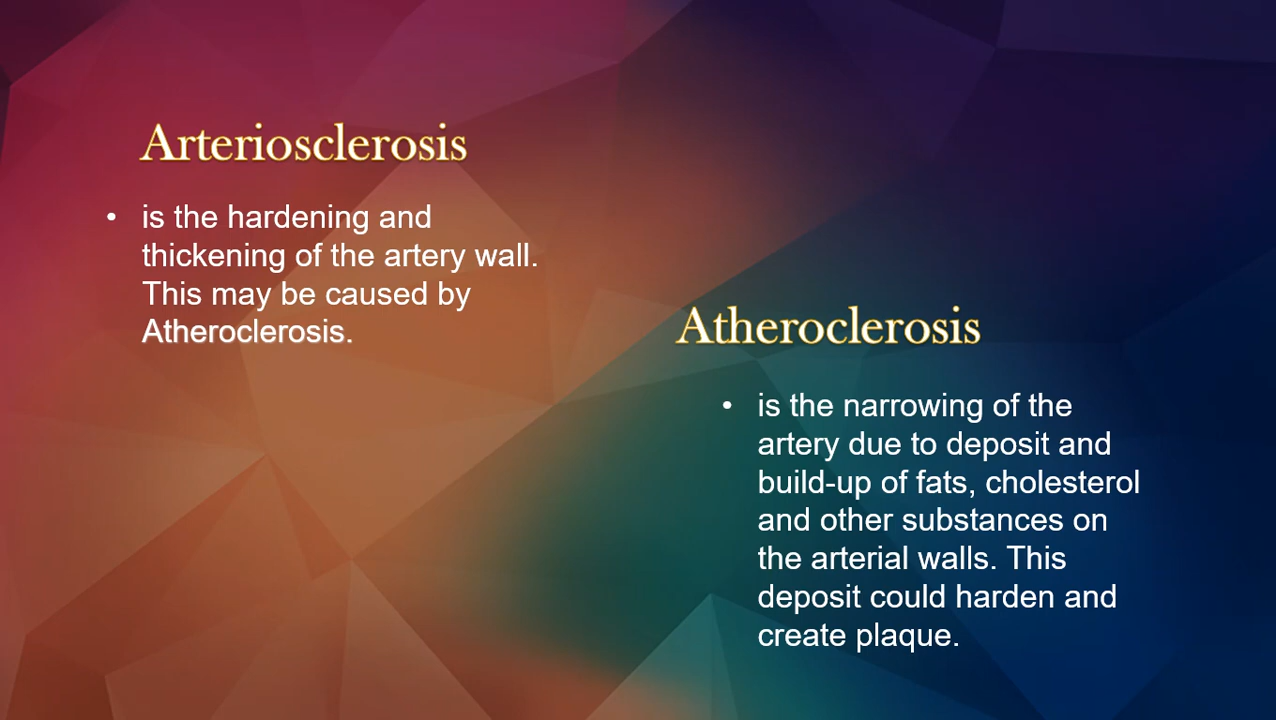 Arteriosclerosis
• is the hardening and
thickening of the artery wall.
This may be caused by
Atheroclerosis.
Atheroclerosis
• is the narrowing of the
artery due to deposit and
build-up of fats, cholesterol
and other substances on
the arterial walls. This
deposit could harden and
create plaque.